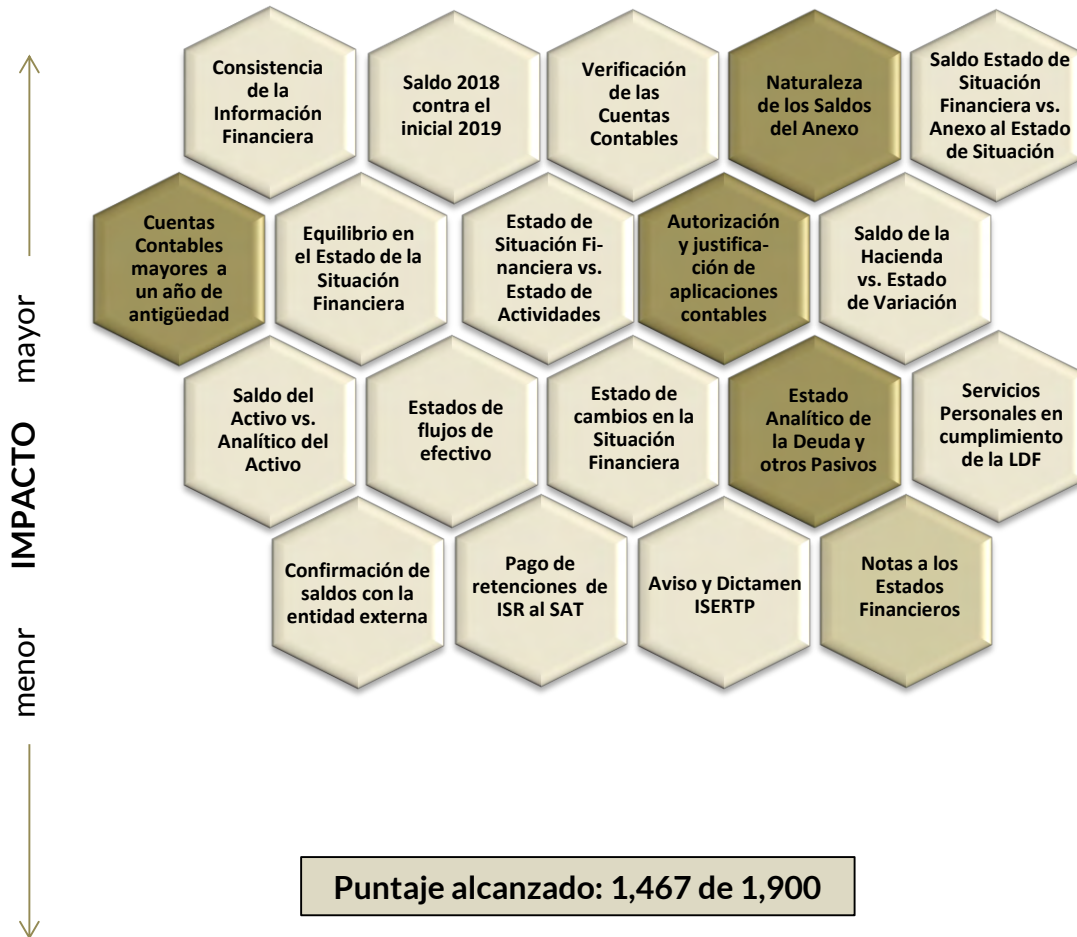 Consistencia
de la
Información
Financiera
Saldo 2018
contra el
inicial 2019
Verificación
de las
Cuentas
Contables
Naturaleza
de los Saldos
del Anexo
Saldo Estado de
Situación
Financiera vs.
Anexo al Estado
de Situación
Cuentas
Contables
mayores a
un año de
antigüedad
Equilibrio en
el Estado de la
Situación
Financiera
Estado de
Situación Fi-
nanciera vs.
Estado de
Actividades
Autorización
y justifica-
ción de
aplicaciones
contables
Saldo de la
Hacienda
vs. Estado
de Variación
Saldo del
Activo vs.
Analítico del
Activo
Estados de
flujos de
efectivo
Estado de
cambios en la
Situación
Financiera
Estado
Analítico de
la Deuda y
otros Pasivos
Servicios
Personales en
cumplimiento
de la LDF
Confirmación de
saldos con la
entidad externa
Pago de
retenciones de
ISR al SAT
Aviso y Dictamen
ISERTP
Notas a los
Estados
Financieros
menor IMPACTO mayor
Puntaje alcanzado: 1,467 de 1,900